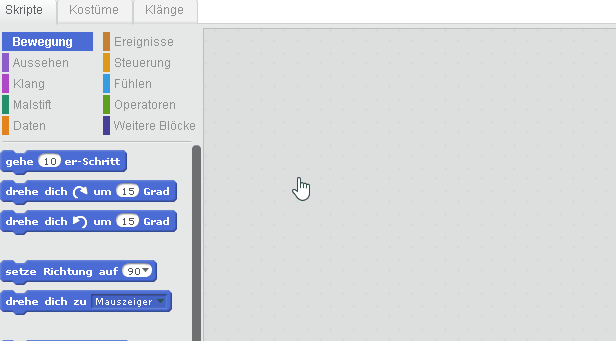 Skripte Kostüme Klänge
Bewegung Ereignisse
Aussehen Steuerung
Klang Fühlen
Malstift Operatoren
Daten Weitere Blöcke
gehe 10 er-Schritt
drehe dich um 15 Grad
drehe dich um 15 Grad
setze Richtung auf 90
drehe dich zu Mauszeiger